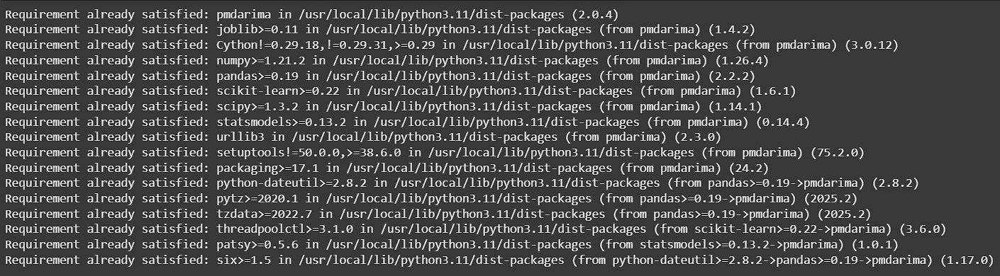 Requirement already satisfied: pmdarima in /usr/local/lib/python3.11/dist-packages (2.0.4)
Requirement already satisfied: joblib>=0.11 in /usr/local/lib/python3.11/dist-packages (from pmdarima) (1.4.2)
Requirement already satisfied: Cython!=0.29.18,!=0.29.31,>=0.29 in /usr/local/lib/python3.11/dist-packages (from pmdarima) (3.0.12)
Requirement already satisfied: numpy>=1.21.2 in /usr/local/lib/python3.11/dist-packages (from pmdarima) (1.26.4)
Requirement already satisfied: pandas>=0.19 in /usr/local/lib/python3.11/dist-packages (from pmdarima) (2.2.2)
Requirement already satisfied: scikit-learn>=0.22 in /usr/local/lib/python3.11/dist-packages (from pmdarima) (1.6.1)
Requirement already satisfied: scipy>=1.3.2 in /usr/local/lib/python3.11/dist-packages (from pmdarima) (1.14.1)
Requirement already satisfied: statsmodels>=0.13.2 in /usr/local/lib/python3.11/dist-packages (from pmdarima) (0.14.4)
Requirement already satisfied: urllib3 in /usr/local/lib/python3.11/dist-packages (from pmdarima) (2.3.0)
Requirement already satisfied: setuptools!=50.0.0,>=38.6.0 in /usr/local/lib/python3.11/dist-packages (from pmdarima) (75.2.0)
Requirement already satisfied: packaging>=17.1 in /usr/local/lib/python3.11/dist-packages (from pmdarima) (24.2)
Requirement already satisfied: python-dateutil>=2.8.2 in /usr/local/lib/python3.11/dist-packages (from pandas>=0.19->pmdarima) (2.8.2)
Requirement already satisfied: pytz>=2020.1 in /usr/local/lib/python3.11/dist-packages (from pandas>=0.19->pmdarima) (2025.2)
Requirement already satisfied: tzdata>=2022.7 in /usr/local/lib/python3.11/dist-packages (from pandas>=0.19->pmdarima) (2025.2)
Requirement already satisfied: threadpoolctl>=3.1.0 in /usr/local/lib/python3.11/dist-packages (from scikit-learn>=0.22->pmdarima) (3.6.0)
Requirement already satisfied: patsy>=0.5.6 in /usr/local/lib/python3.11/dist-packages (from statsmodels>=0.13.2->pmdarima) (1.0.1)
Requirement already satisfied: six>=1.5 in /usr/local/lib/python3.11/dist-packages (from python-dateutil>=2.8.2->pandas>=0.19->pmdarima) (1.17.0)